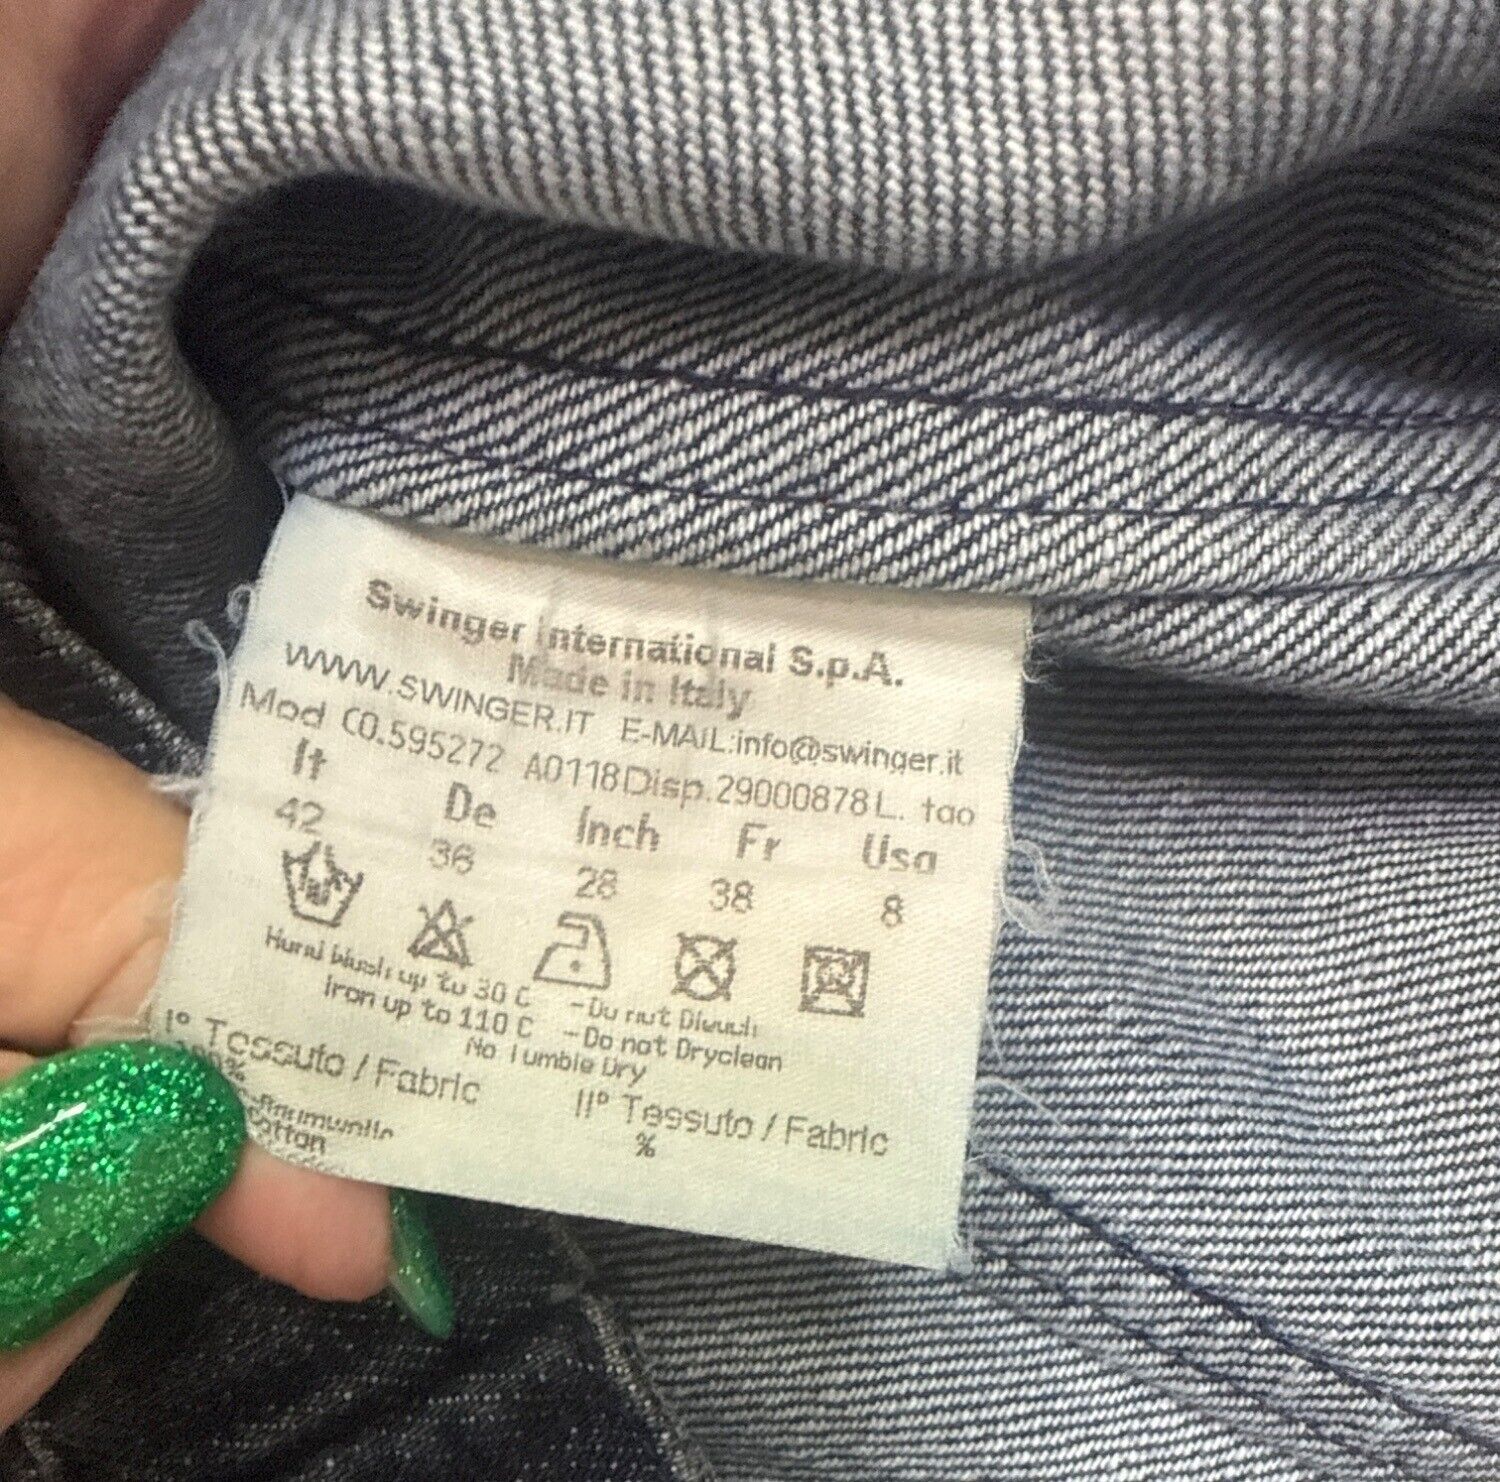 Swinger International S.p.A.
Made in Italy
WWW.SWINGER.IT E-MAIL:info@swinger.it
Mod C0.595272 A0118 Disp.29000878 L. tao
It De Inch Fr Usa
42 36 28 38 8
Hand Wash up to 30 C -Do not Bleach
Iron up to 110 C -Do not Dryclean
No Tumble Dry
I° Tessuto / Fabric II° Tessuto / Fabric
100% %